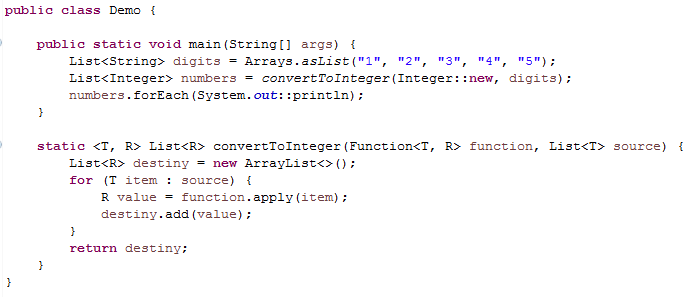 public class Demo {
public static void main(String[] args) {
List<String> digits = Arrays.asList("1", "2", "3", "4", "5");
List<Integer> numbers = convertToInteger(Integer::new, digits);
numbers.forEach(System.out::println);
}
static <T, R> List<R> convertToInteger(Function<T, R> function, List<T> source) {
List<R> destiny = new ArrayList<>();
for (T item : source) {
R value = function.apply(item);
destiny.add(value);
}
return destiny;
}
}